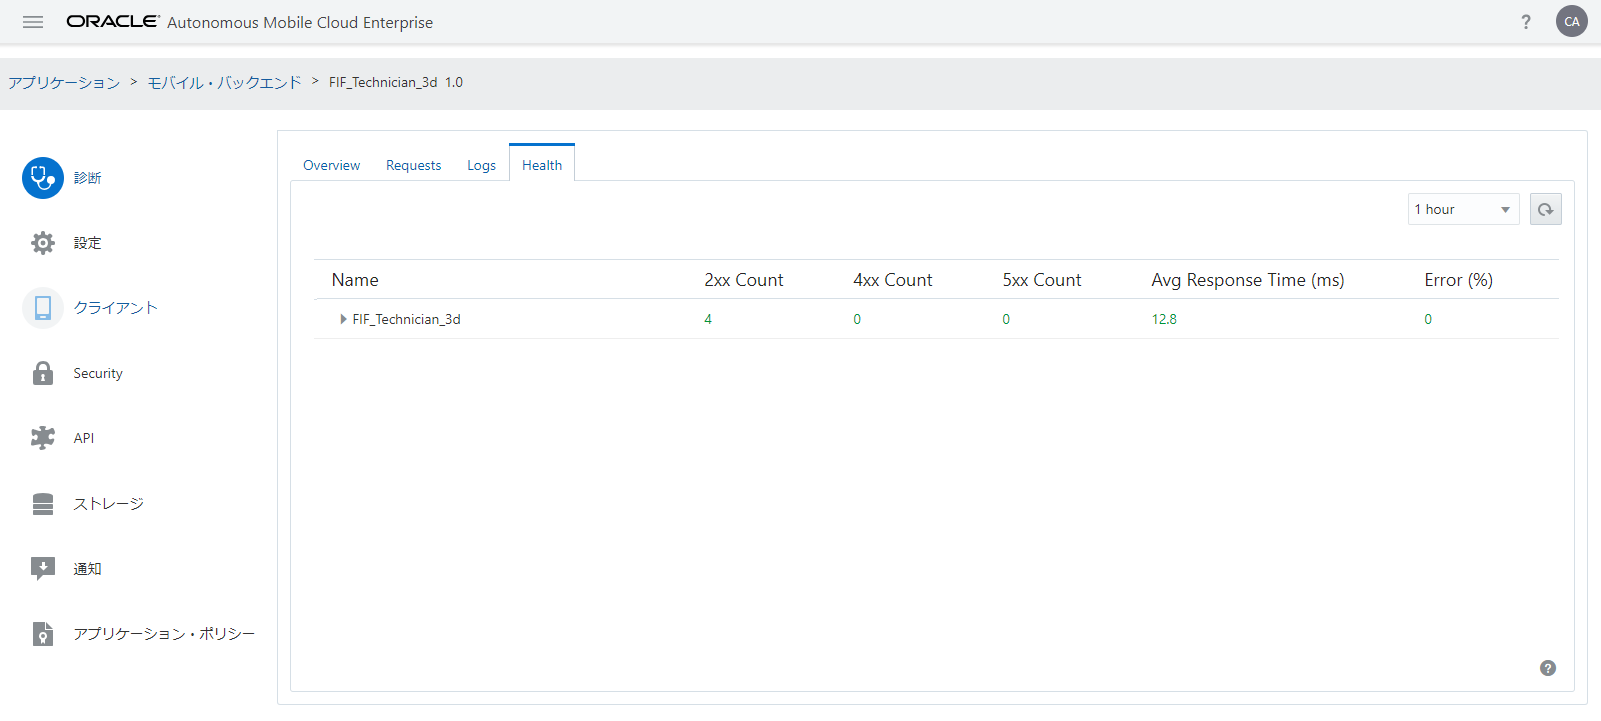 ORACLE Autonomous Mobile Cloud Enterprise ? CA
アプリケーション > モバイル・バックエンド > FIF_Technician_3d 1.0
診断
設定
クライアント
Security
API
ストレージ
通知
アプリケーション・ポリシー
Overview Requests Logs Health
1 hour
Name 2xx Count 4xx Count 5xx Count Avg Response Time (ms) Error (%)
FIF_Technician_3d 4 0 0 12.8 0
?